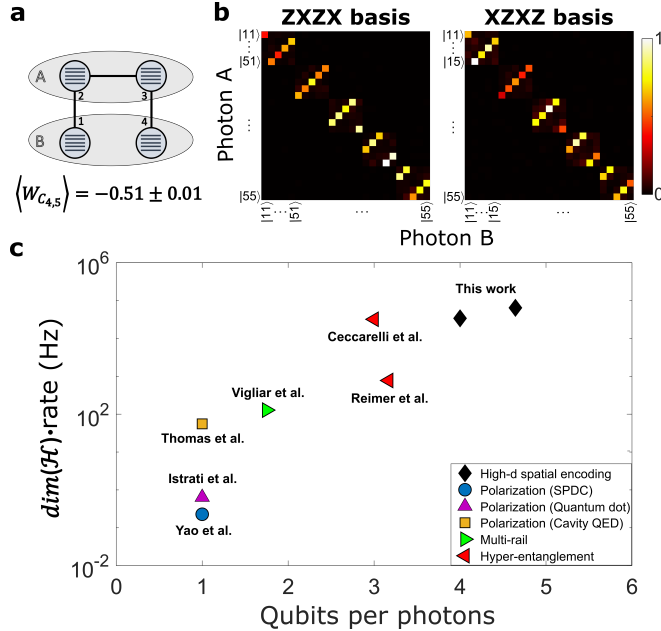 a
A
2
3
1
4
B
⟨W_{C_{4,5}}⟩ = −0.51 ± 0.01
b
ZXZX basis
XZXZ basis
Photon A
|11⟩
⋯
|51⟩
⋯
|55⟩
|11⟩
⋯
|51⟩
⋯
|55⟩
|11⟩
⋯
|15⟩
⋯
|55⟩
|11⟩
⋯
|15⟩
⋯
|55⟩
Photon B
1
0
c
dim(ℋ)·rate (Hz)
10^6
10^2
10^-2
This work
Ceccarelli et al.
Vigliar et al.
Reimer et al.
Thomas et al.
Istrati et al.
Yao et al.
High-d spatial encoding
Polarization (SPDC)
Polarization (Quantum dot)
Polarization (Cavity QED)
Multi-rail
Hyper-entanglement
0
1
2
3
4
5
6
Qubits per photons